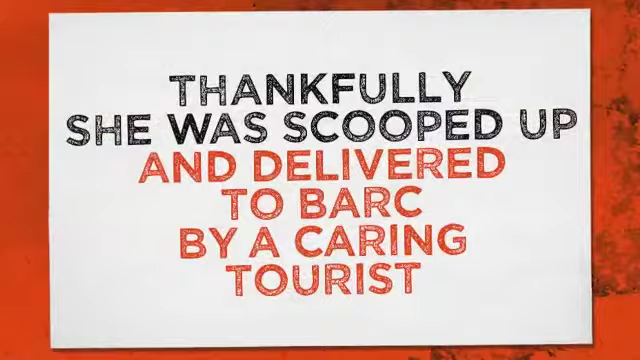 THANKFULLY
SHE WAS SCOOPED UP
AND DELIVERED
TO BARC
BY A CARING
TOURIST